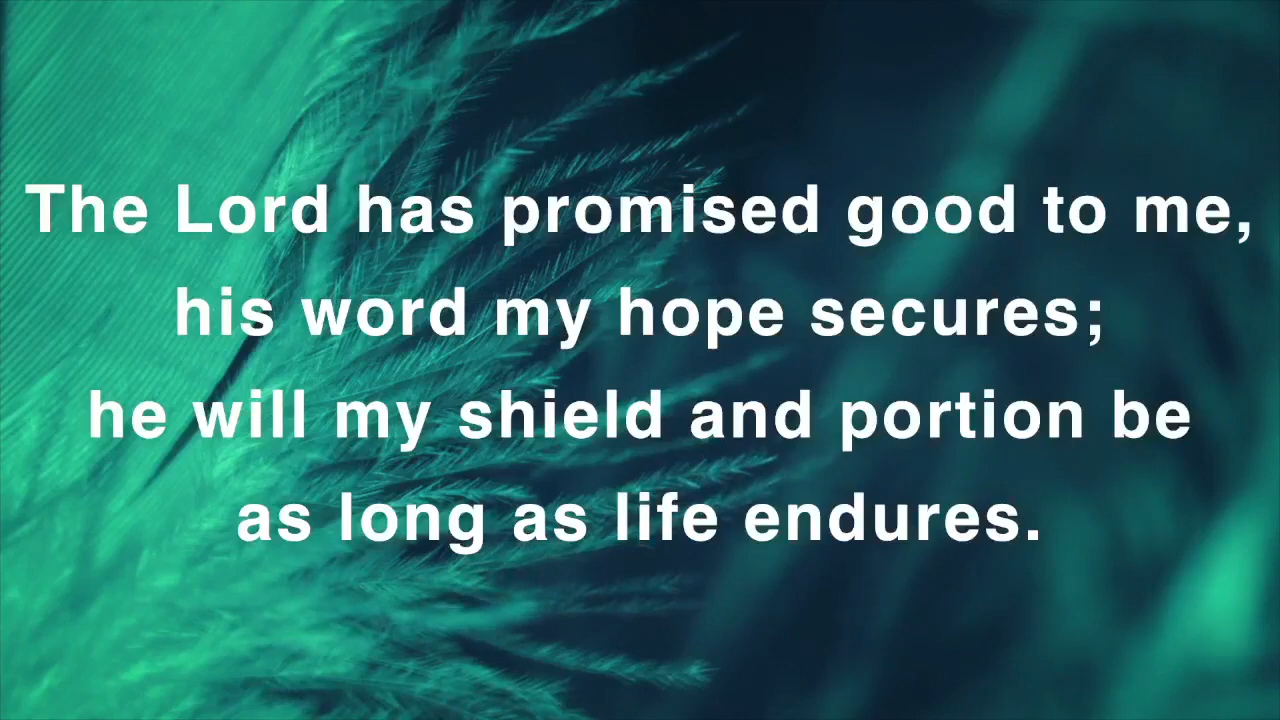 The Lord has promised good to me,
his word my hope secures;
he will my shield and portion be
as long as life endures.